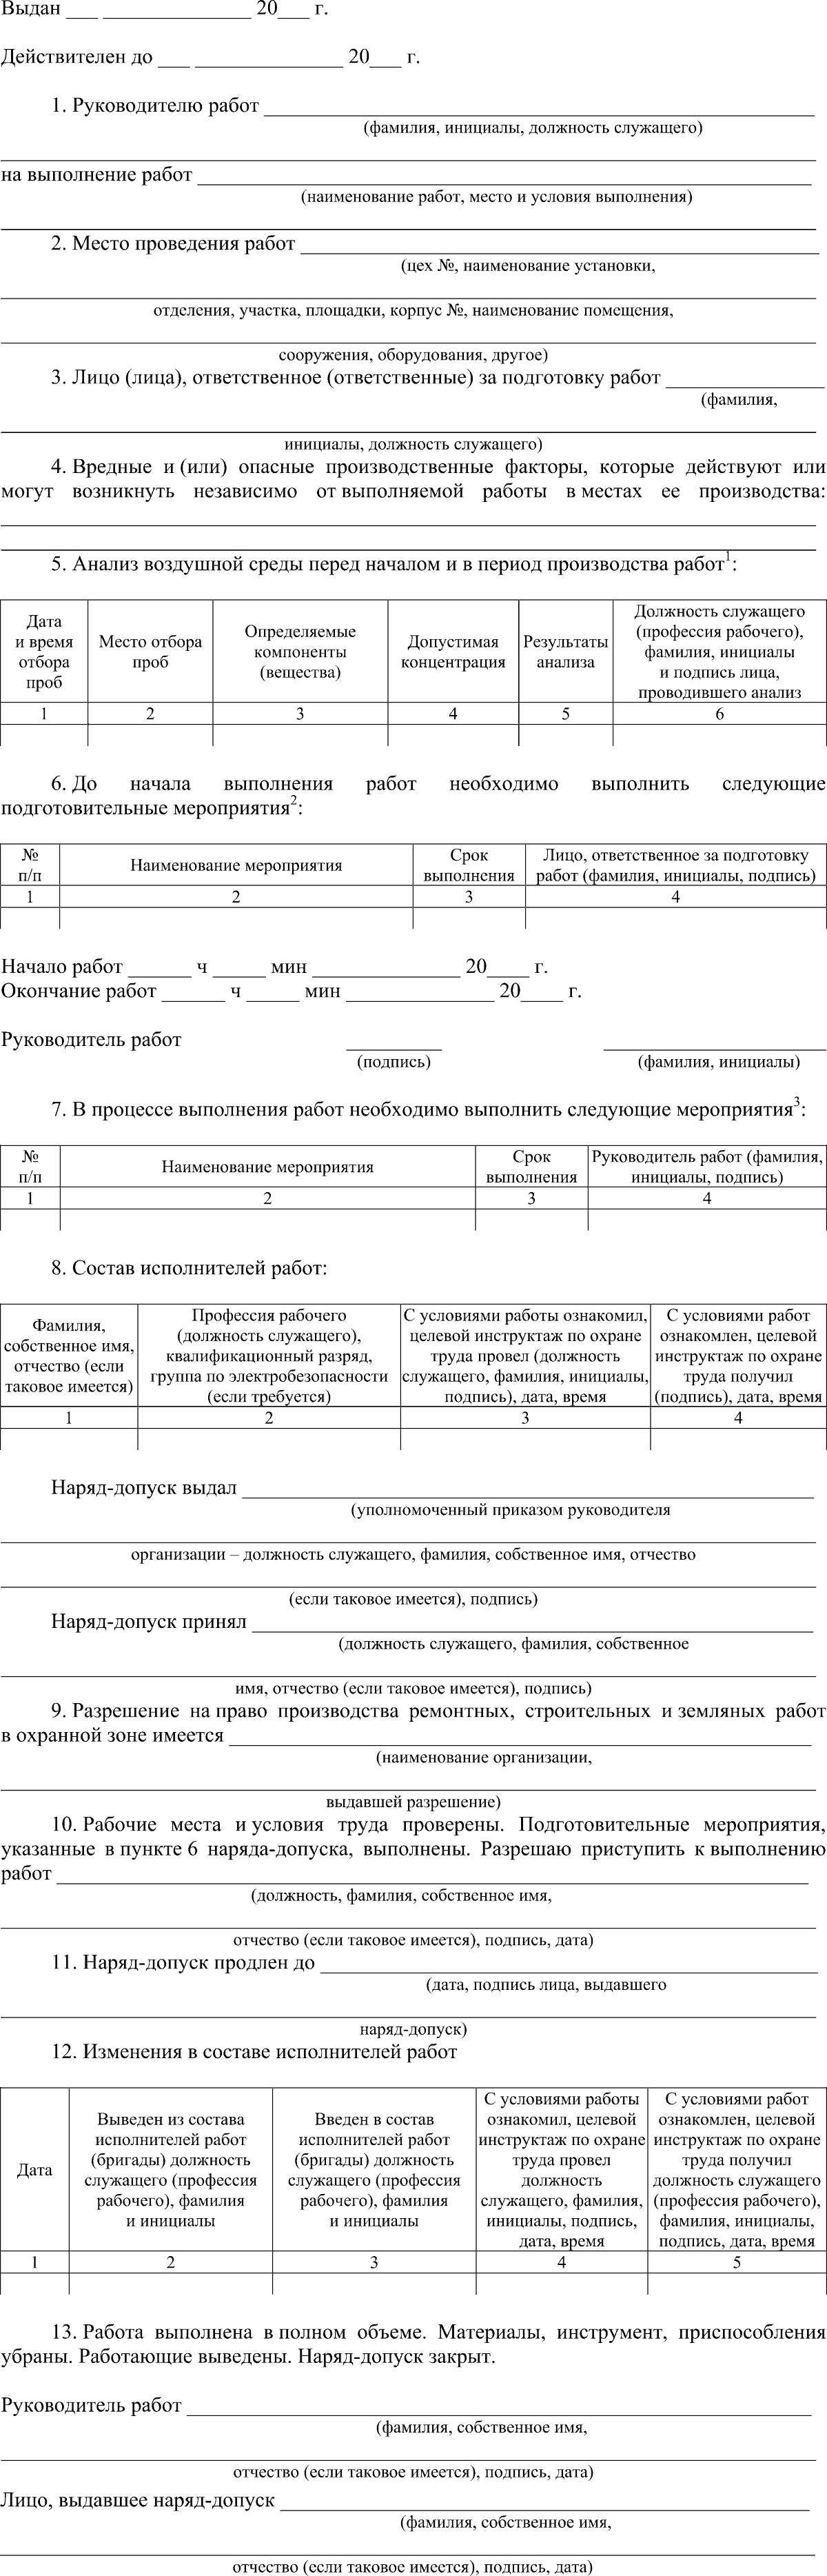 Выдан ___ ______________ 20___ г.
Действителен до ___ ______________ 20___ г.
1. Руководителю работ ______________
(фамилия, инициалы, должность служащего)
на выполнение работ ______________
(наименование работ, место и условия выполнения)
2. Место проведения работ ______________
(цех №, наименование установки,
отделения, участка, площадки, корпус №, наименование помещения,
сооружения, оборудования, другое)
3. Лицо (лица), ответственное (ответственные) за подготовку работ ______________
(фамилия,
инициалы, должность служащего)
4. Вредные и (или) опасные производственные факторы, которые действуют или
могут возникнуть независимо от выполняемой работы в местах ее производства:
5. Анализ воздушной среды перед началом и в период производства работ¹:
Дата
и время
отбора
проб
Место отбора
проб
Определяемые
компоненты
(вещества)
Допустимая
концентрация
Результаты
анализа
Должность служащего
(профессия рабочего),
фамилия, инициалы
и подпись лица,
проводившего анализ
1 2 3 4 5 6
6. До начала выполнения работ необходимо выполнить следующие
подготовительные мероприятия²:
№
п/п
Наименование мероприятия
Срок
выполнения
Лицо, ответственное за подготовку
работ (фамилия, инициалы, подпись)
1 2 3 4
Начало работ ______ ч _____ мин ______________ 20____ г.
Окончание работ ______ ч _____ мин ______________ 20____ г.
Руководитель работ
(подпись) (фамилия, инициалы)
7. В процессе выполнения работ необходимо выполнить следующие мероприятия³:
№
п/п
Наименование мероприятия
Срок
выполнения
Руководитель работ (фамилия,
инициалы, подпись)
1 2 3 4
8. Состав исполнителей работ:
Фамилия,
собственное имя,
отчество (если
таковое имеется)
Профессия рабочего
(должность служащего),
квалификационный разряд,
группа по электробезопасности
(если требуется)
С условиями работы ознакомил,
целевой инструктаж по охране
труда провел (должность
служащего, фамилия, инициалы,
подпись), дата, время
С условиями работ
ознакомлен, целевой
инструктаж по охране
труда получил
(подпись), дата, время
1 2 3 4
Наряд-допуск выдал ______________
(уполномоченный приказом руководителя
организации – должность служащего, фамилия, собственное имя, отчество
(если таковое имеется), подпись)
Наряд-допуск принял ______________
(должность служащего, фамилия, собственное
имя, отчество (если таковое имеется), подпись)
9. Разрешение на право производства ремонтных, строительных и земляных работ
в охранной зоне имеется ______________
(наименование организации,
выдавшей разрешение)
10. Рабочие места и условия труда проверены. Подготовительные мероприятия,
указанные в пункте 6 наряда-допуска, выполнены. Разрешаю приступить к выполнению
работ ______________
(должность, фамилия, собственное имя,
отчество (если таковое имеется), подпись, дата)
11. Наряд-допуск продлен до ______________
(дата, подпись лица, выдавшего
наряд-допуск)
12. Изменения в составе исполнителей работ
Дата
Выведен из состава
исполнителей работ
(бригады) должность
служащего (профессия
рабочего), фамилия
и инициалы
Введен в состав
исполнителей работ
(бригады) должность
служащего (профессия
рабочего), фамилия
и инициалы
С условиями работы
ознакомил, целевой
инструктаж по охране
труда провел
должность
служащего, фамилия,
инициалы, подпись,
дата, время
С условиями работ
ознакомлен, целевой
инструктаж по охране
труда получил
должность служащего
(профессия рабочего),
фамилия, инициалы,
подпись, дата, время
1 2 3 4 5
13. Работа выполнена в полном объеме. Материалы, инструмент, приспособления
убраны. Работающие выведены. Наряд-допуск закрыт.
Руководитель работ ______________
(фамилия, собственное имя,
отчество (если таковое имеется), подпись, дата)
Лицо, выдавшее наряд-допуск ______________
(фамилия, собственное имя,
отчество (если таковое имеется), подпись, дата)